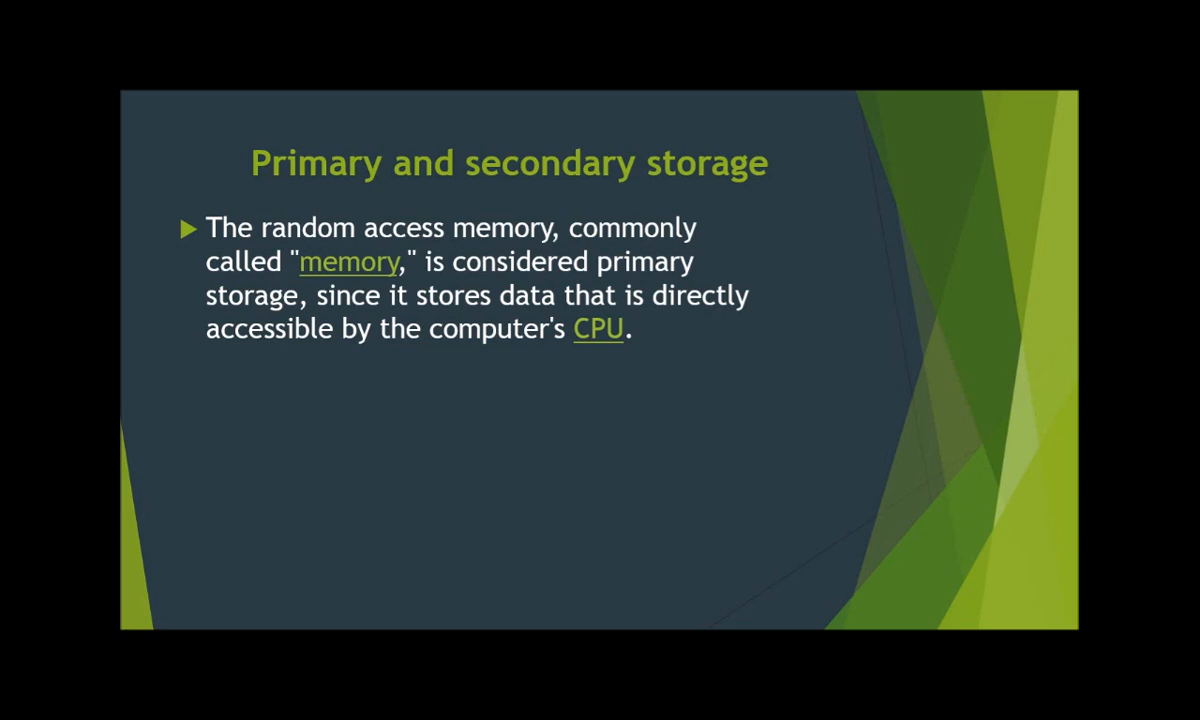 Primary and secondary storage
The random access memory, commonly
called "memory," is considered primary
storage, since it stores data that is directly
accessible by the computer's CPU.